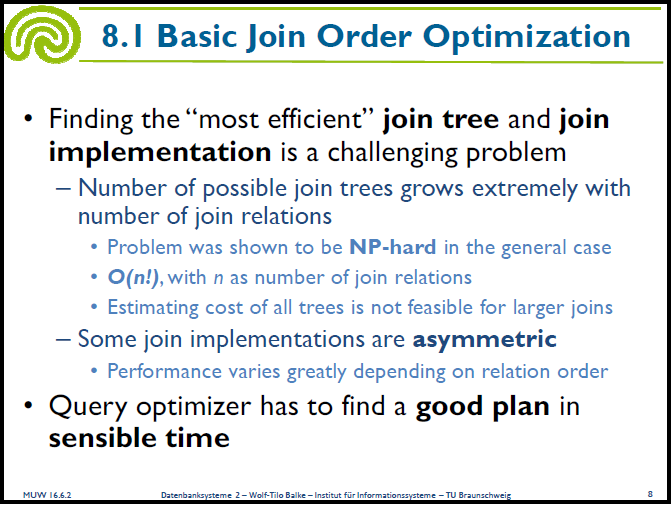 8.1 Basic Join Order Optimization
• Finding the “most efficient” join tree and join
implementation is a challenging problem
– Number of possible join trees grows extremely with
number of join relations
• Problem was shown to be NP-hard in the general case
• O(n!), with n as number of join relations
• Estimating cost of all trees is not feasible for larger joins
– Some join implementations are asymmetric
• Performance varies greatly depending on relation order
• Query optimizer has to find a good plan in
sensible time
MUW 16.6.2
Datenbanksysteme 2 – Wolf-Tilo Balke – Institut für Informationssysteme – TU Braunschweig
8